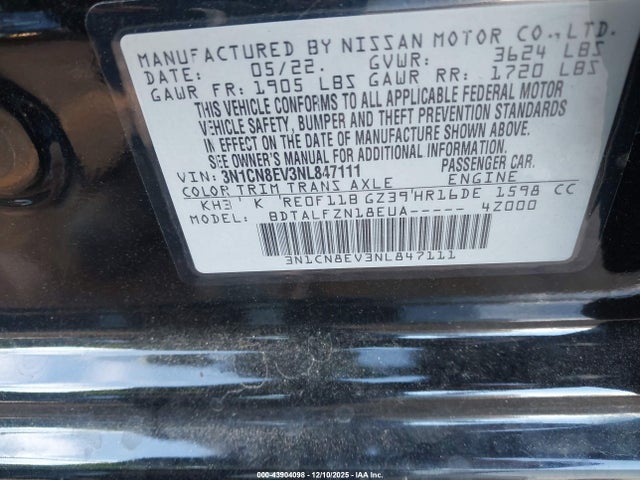 MANUFACTURED BY NISSAN MOTOR CO.,LTD.
DATE: 05/22. GVWR: 3624 LBS
GAWR FR: 1905 LBS GAWR RR: 1720 LBS
THIS VEHICLE CONFORMS TO ALL APPLICABLE FEDERAL MOTOR
VEHICLE SAFETY, BUMPER AND THEFT PREVENTION STANDARDS
IN EFFECT ON THE DATE OF MANUFACTURE SHOWN ABOVE.
SEE OWNER'S MANUAL FOR ADDITIONAL INFORMATION.
VIN: 3N1CN8EV3NL847111 PASSENGER CAR.
COLOR TRIM TRANS AXLE ENGINE
KH3 ' K ' RE0F11B GZ39'HR16DE 1598 CC
MODEL: BDTALFZN18EUA----- 4Z000
3N1CN8EV3NL847111
000-43904098 - 12/10/2025 - IAA Inc.